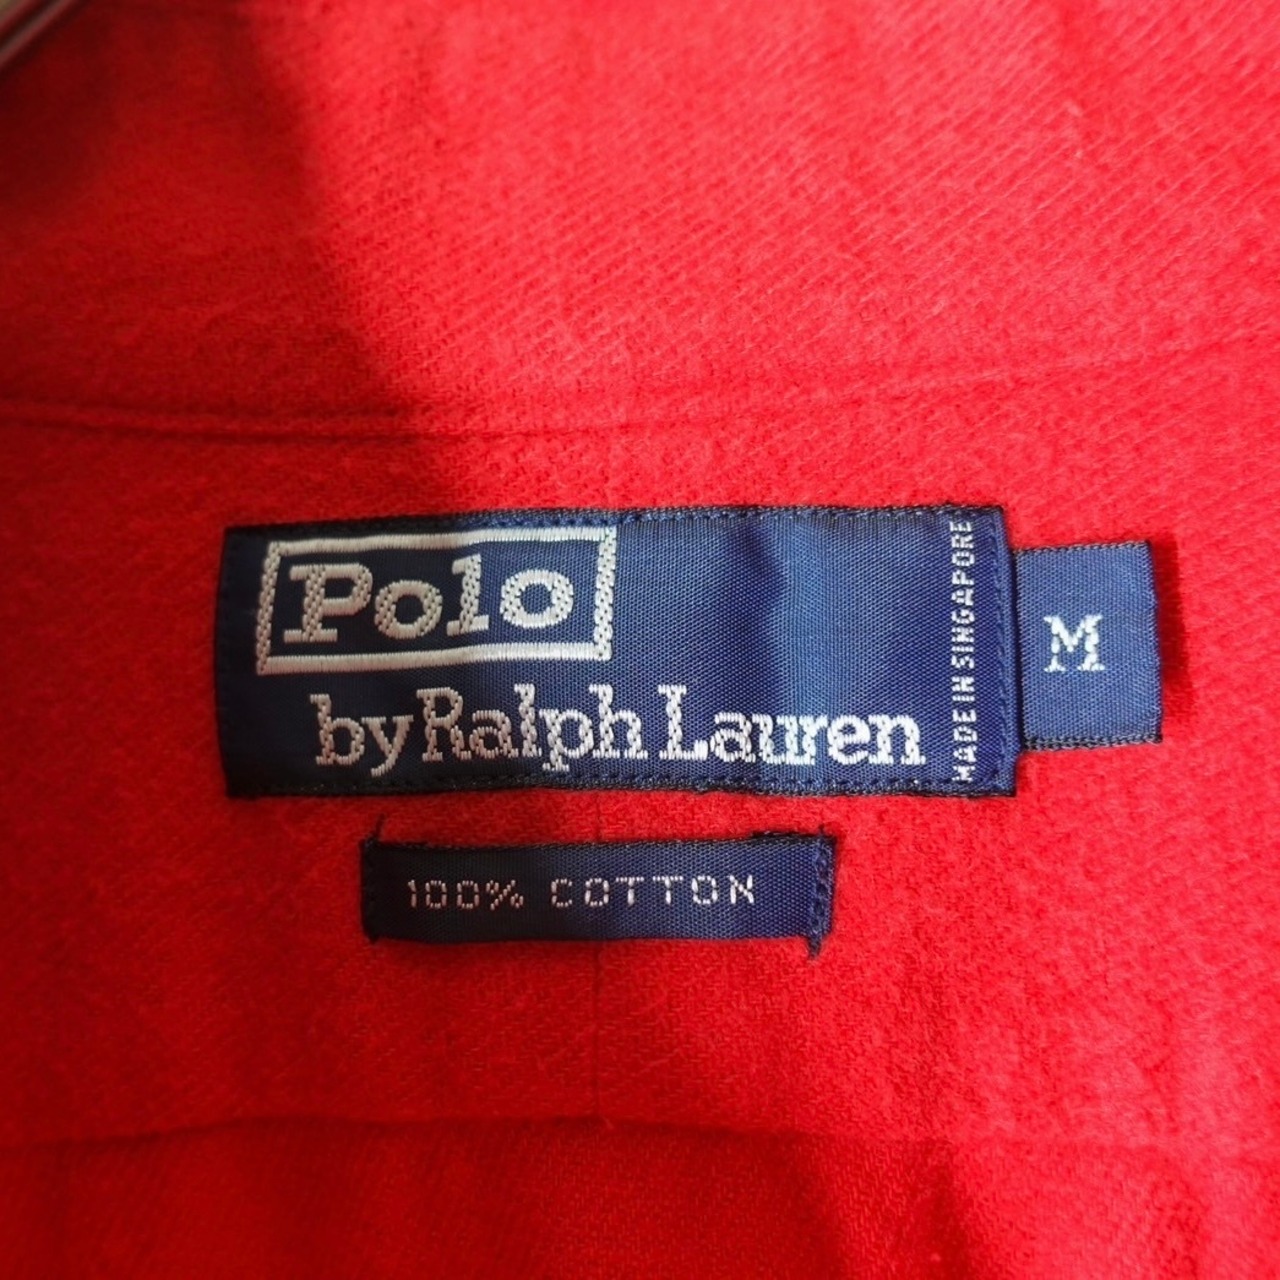 Polo
by Ralph Lauren
MADE IN SINGAPORE
M
100% COTTON